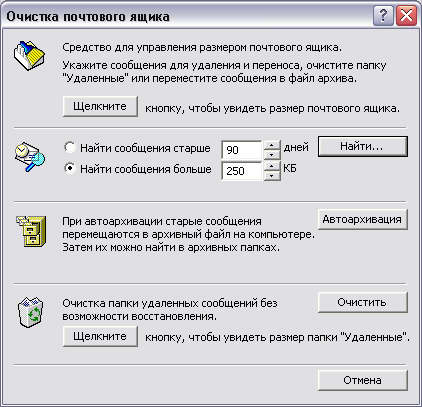 Очистка почтового ящика
Средство для управления размером почтового ящика.
Укажите сообщения для удаления и переноса, очистите папку
"Удаленные" или переместите сообщения в файл архива.
Щелкните кнопку, чтобы увидеть размер почтового ящика.
Найти сообщения старше 90 дней Найти...
Найти сообщения больше 250 КБ
При автоархивации старые сообщения Автоархивация
перемещаются в архивный файл на компьютере.
Затем их можно найти в архивных папках.
Очистка папки удаленных сообщений без Очистить
возможности восстановления.
Щелкните кнопку, чтобы увидеть размер папки "Удаленные".
Отмена